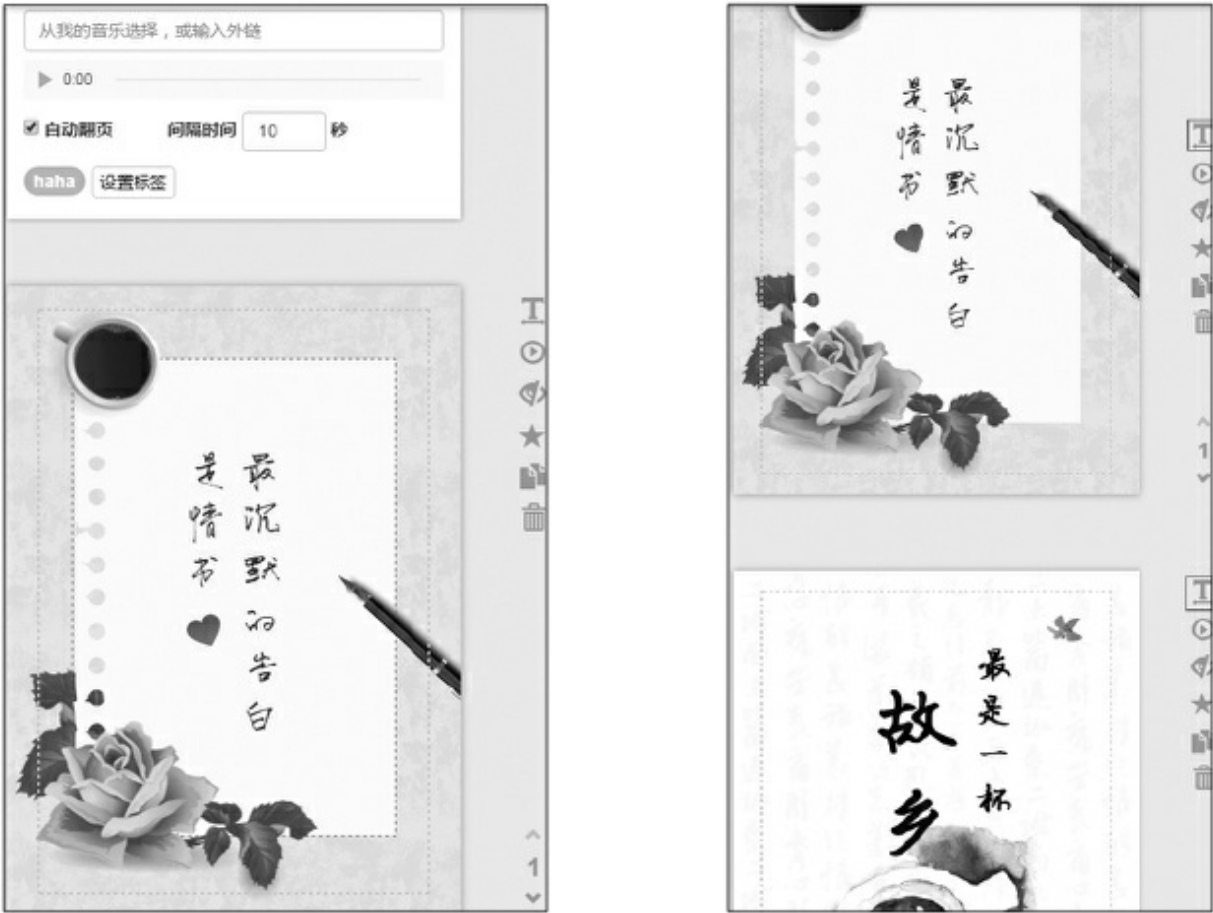 从我的音乐选择，或输入外链
0:00
自动翻页 间隔时间 10 秒
haha 设置标签
最沉默的告白
是情书
T
1
最沉默的告白
是情书
T
1
最是一杯
故乡
T